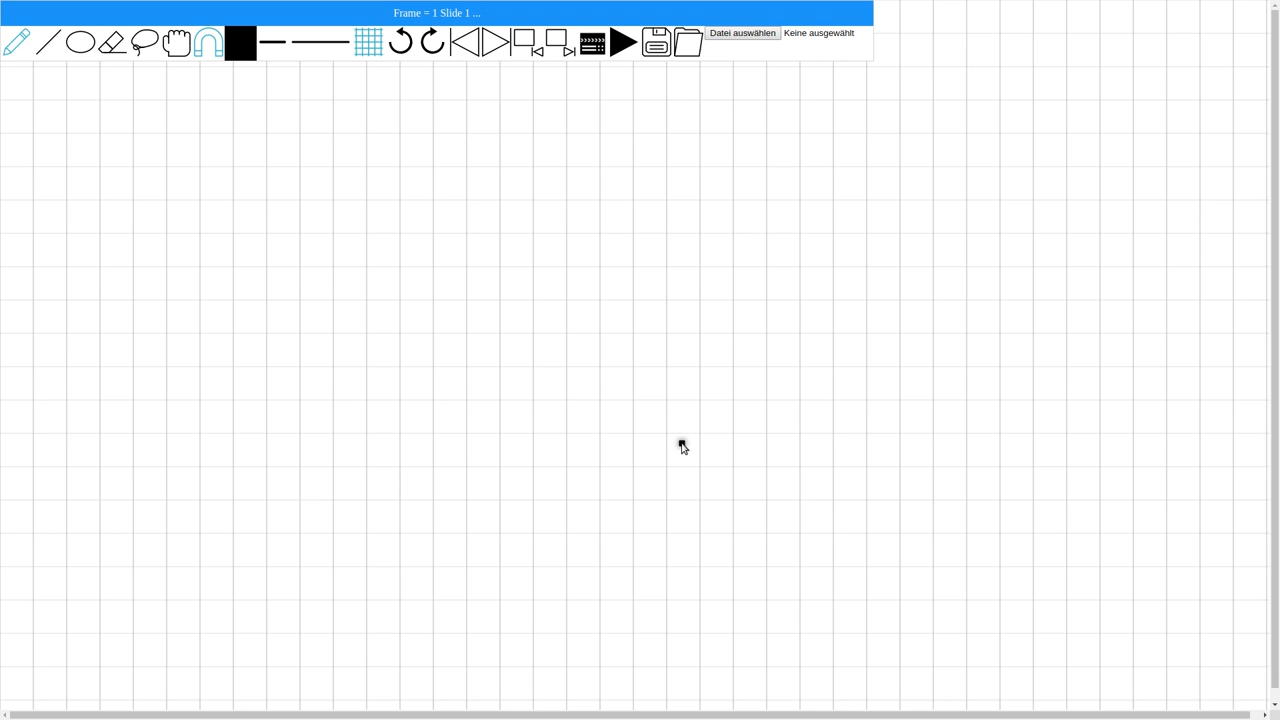 Frame = 1 Slide 1 ...
Datei auswählen Keine ausgewählt